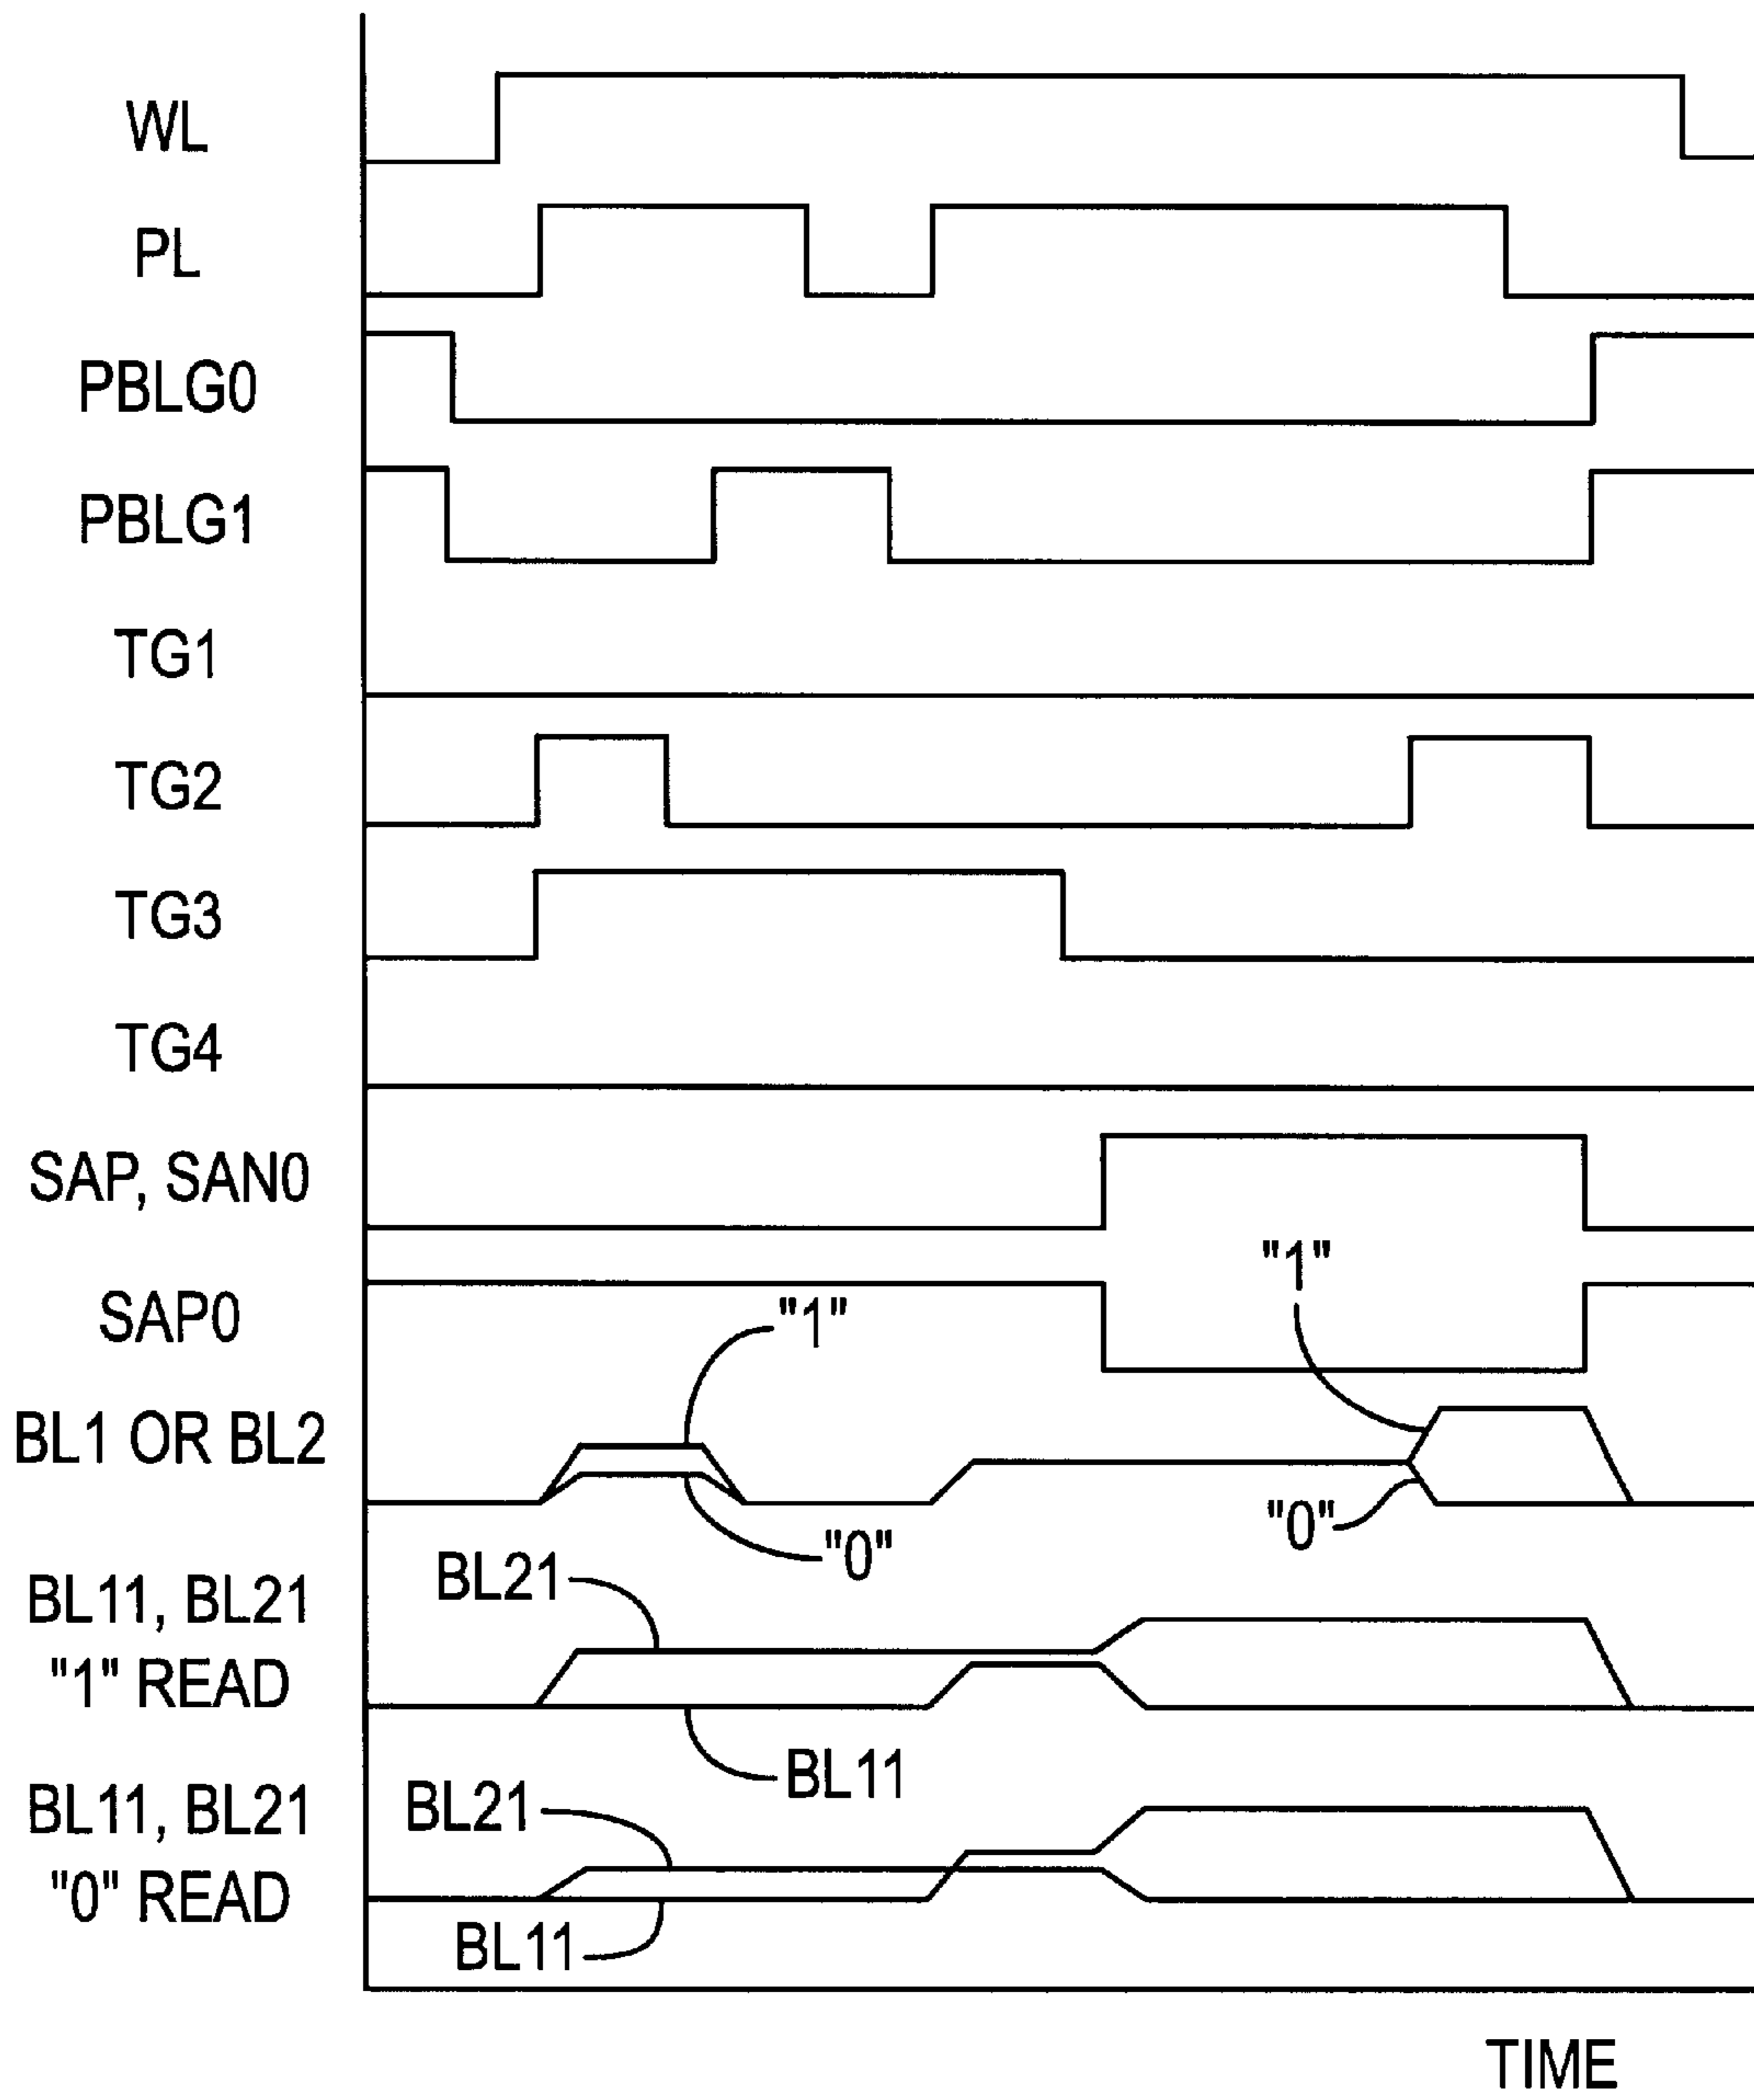 WL
PL
PBLG0
PBLG1
TG1
TG2
TG3
TG4
SAP, SAN0
"1"
SAP0
"1"
BL1 OR BL2
"0"
"0"
BL11, BL21
"1" READ
BL21
BL11
BL11, BL21
"0" READ
BL21
BL11
TIME